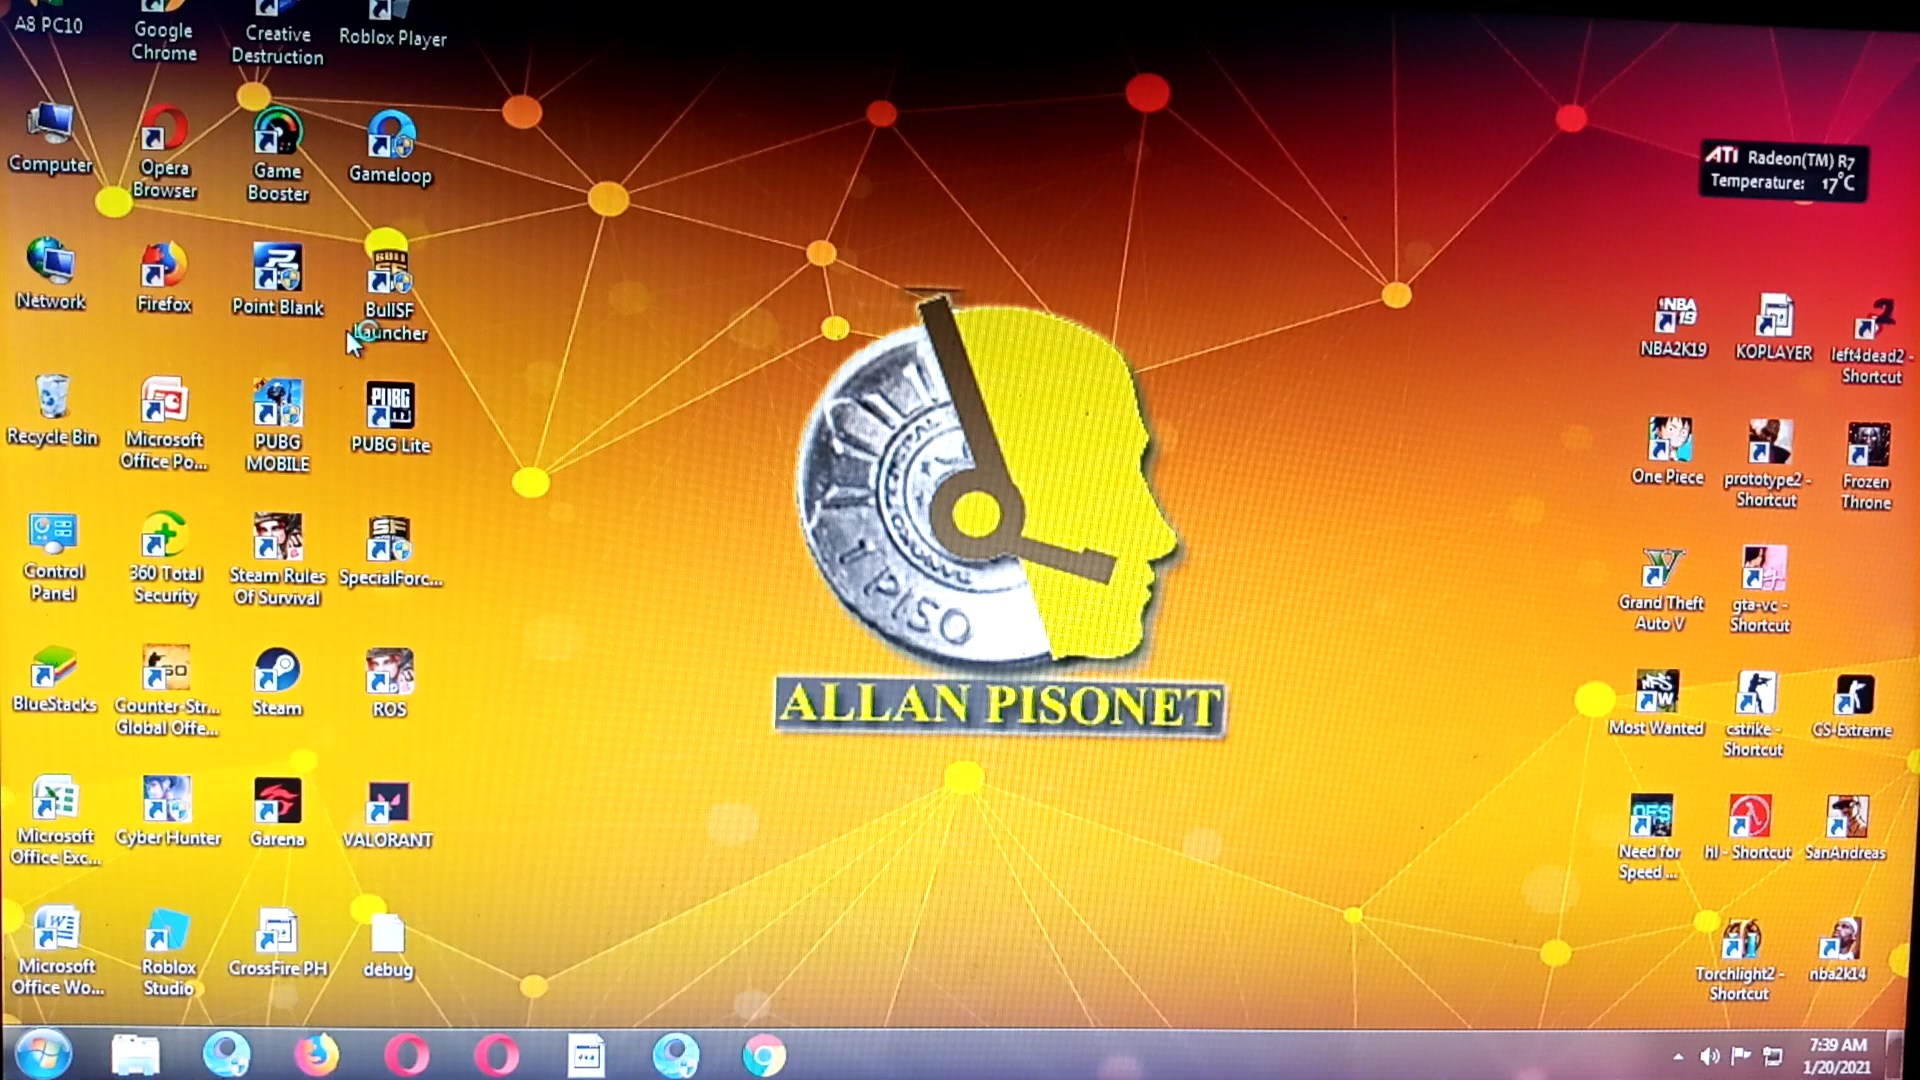 A8 PC10
Google
Chrome
Creative
Destruction
Roblox Player
Computer
Opera
Browser
Game
Booster
Gameloop
Network
Firefox
Point Blank
BullSF
Launcher
Recycle Bin
Microsoft
Office Po...
PUBG
MOBILE
PUBG
PUBG Lite
Control
Panel
360 Total
Security
Steam Rules
Of Survival
SF
SpecialForc...
BlueStacks
Counter-Str...
Global Offe...
Steam
ROS
Microsoft
Office Exc...
Cyber Hunter
Garena
VALORANT
Microsoft
Office Wo...
Roblox
Studio
CrossFire PH
debug
1 PISO
ALLAN PISONET
ATI Radeon(TM) R7
Temperature: 17°C
NBA
19
NBA2K19
KOPLAYER
left4dead2 -
Shortcut
One Piece
prototype2 -
Shortcut
Frozen
Throne
Grand Theft
Auto V
gta-vc -
Shortcut
Most Wanted
cstrike -
Shortcut
CS-Extreme
Need for
Speed ...
hl - Shortcut
SanAndreas
Torchlight2 -
Shortcut
nba2k14
7:39 AM
1/20/2021